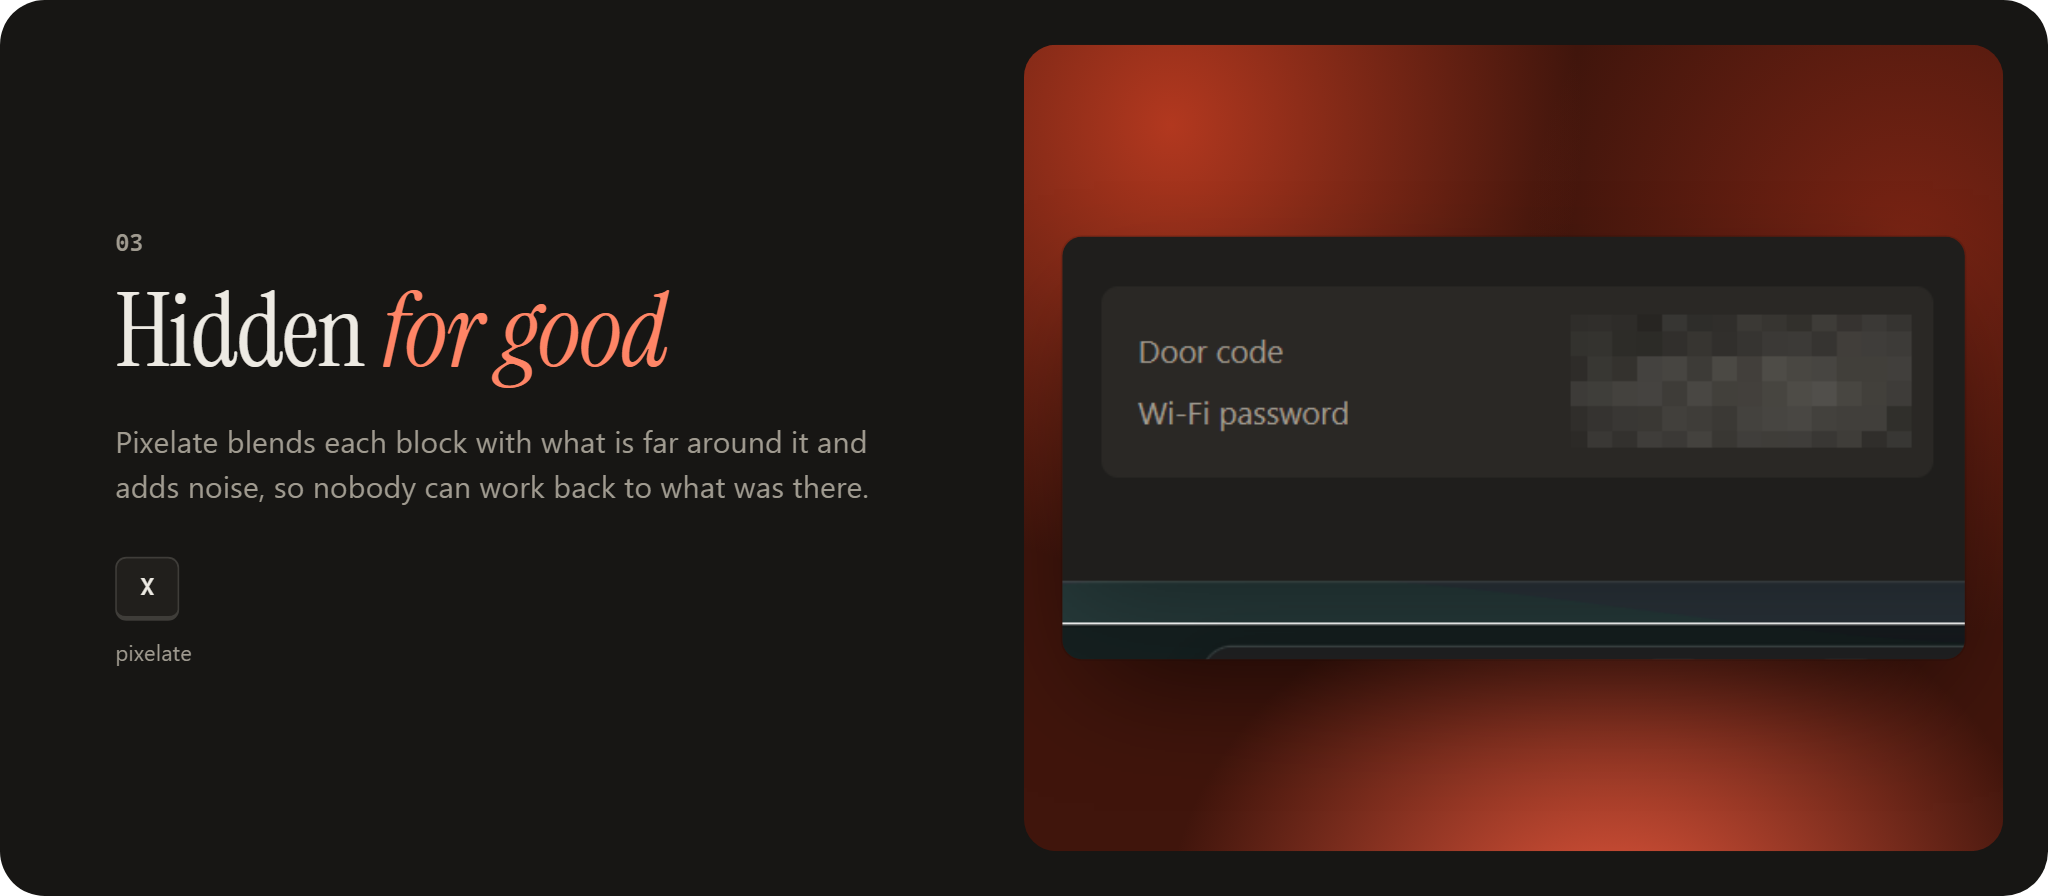 03
Hidden for good
Pixelate blends each block with what is far around it and
adds noise, so nobody can work back to what was there.
X
pixelate
Door code
Wi-Fi password